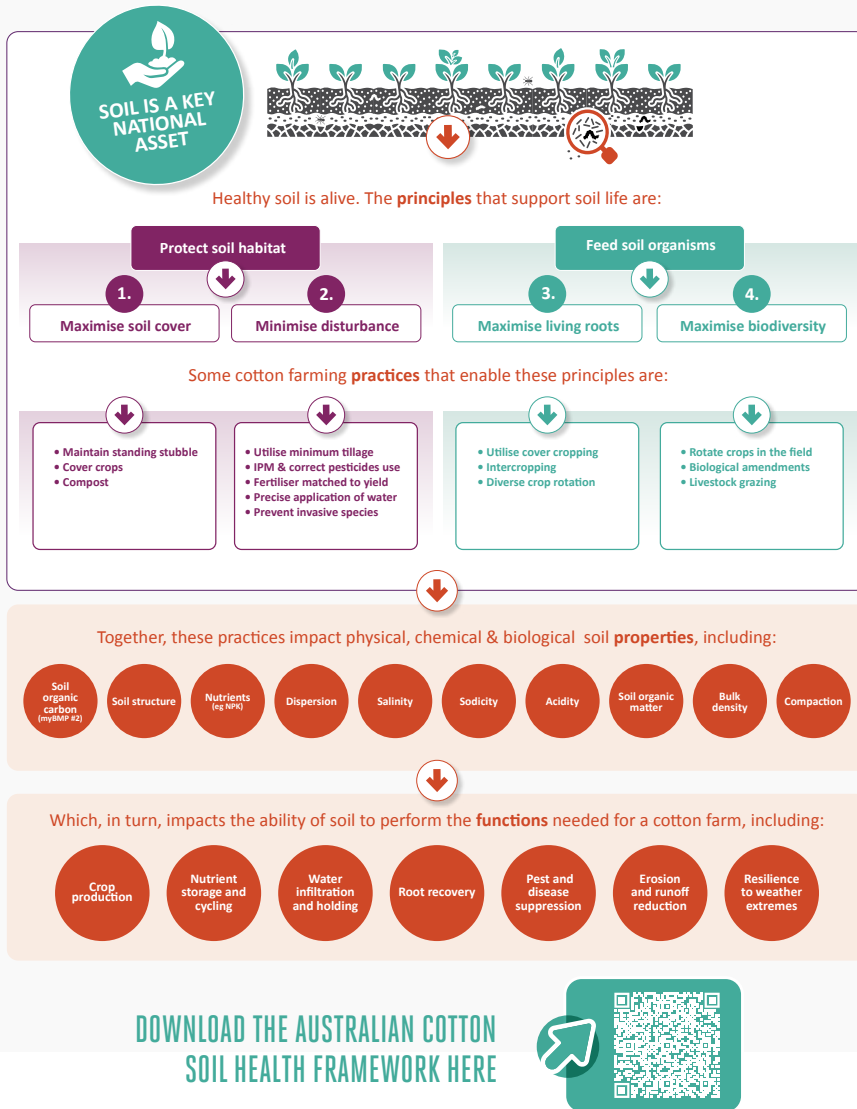 SOIL IS A KEY
NATIONAL
ASSET
Healthy soil is alive. The principles that support soil life are:
Protect soil habitat
Feed soil organisms
1.
2.
3.
4.
Maximise soil cover
Minimise disturbance
Maximise living roots
Maximise biodiversity
Some cotton farming practices that enable these principles are:
• Maintain standing stubble
• Cover crops
• Compost
• Utilise minimum tillage
• IPM & correct pesticides use
• Fertiliser matched to yield
• Precise application of water
• Prevent invasive species
• Utilise cover cropping
• Intercropping
• Diverse crop rotation
• Rotate crops in the field
• Biological amendments
• Livestock grazing
Together, these practices impact physical, chemical & biological soil properties, including:
Soil
organic
carbon
(myBMP #2)
Soil structure
Nutrients
(eg NPK)
Dispersion
Salinity
Sodicity
Acidity
Soil organic
matter
Bulk
density
Compaction
Which, in turn, impacts the ability of soil to perform the functions needed for a cotton farm, including:
Crop
production
Nutrient
storage and
cycling
Water
infiltration
and holding
Root recovery
Pest and
disease
suppression
Erosion
and runoff
reduction
Resilience
to weather
extremes
DOWNLOAD THE AUSTRALIAN COTTON
SOIL HEALTH FRAMEWORK HERE